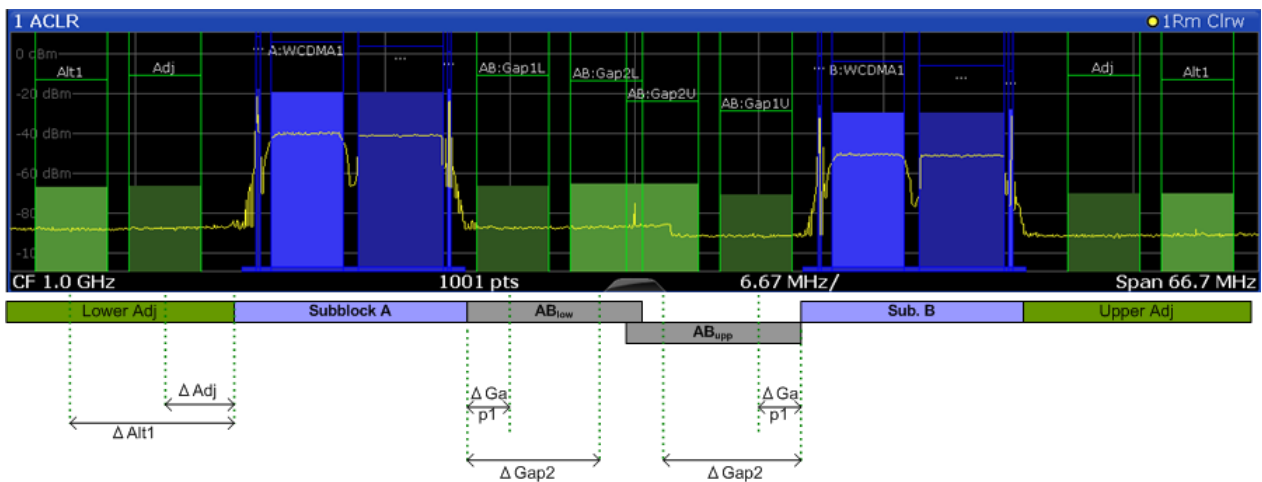 1 ACLR
1Rm Clrw
0 dBm
-20 dBm
-40 dBm
-60 dBm
-80
Alt1
Adj
...
A:WCDMA1
...
...
AB:Gap1L
AB:Gap2L
AB:Gap2U
AB:Gap1U
...
B:WCDMA1
...
...
Adj
Alt1
CF 1.0 GHz
1001 pts
6.67 MHz/
Span 66.7 MHz
Lower Adj
Subblock A
ABlow
ABupp
Sub. B
Upper Adj
Δ Adj
Δ Alt1
Δ Ga
p1
Δ Gap2
Δ Ga
p1
Δ Gap2